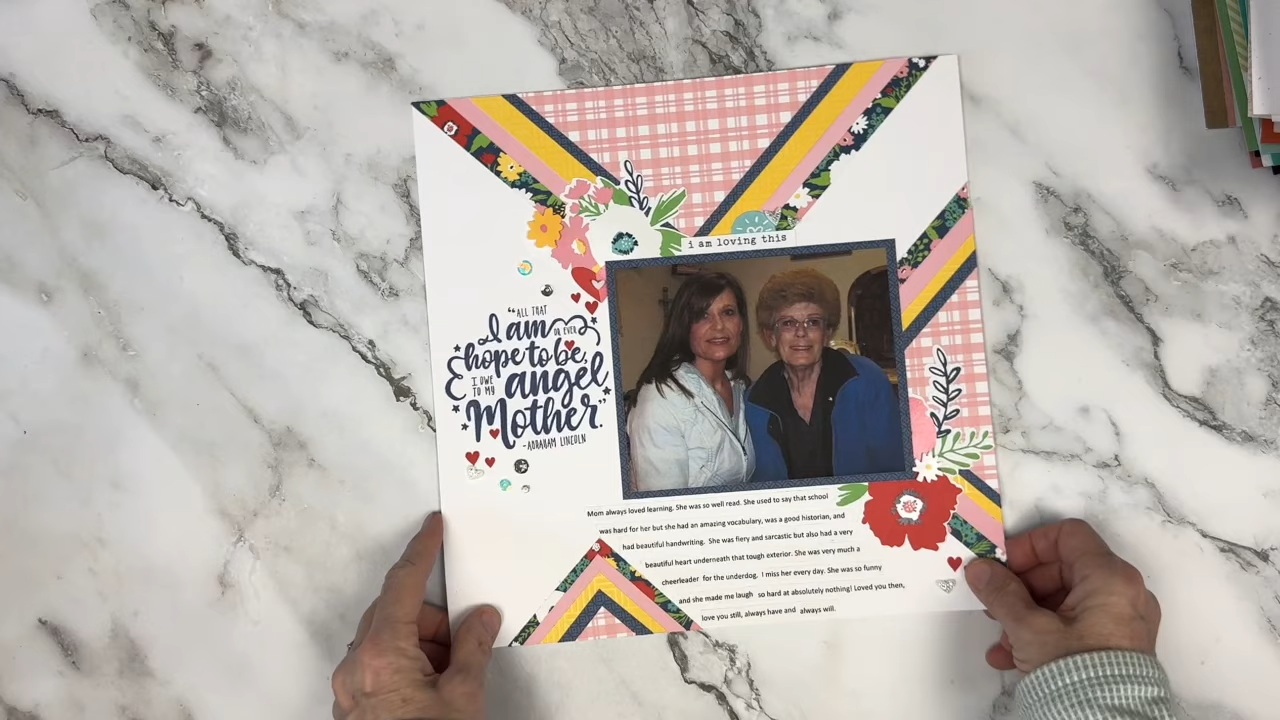 i am loving this
"ALL THAT
I am OR EVER
hope to be,
I OWE
TO MY angel
Mother."
-ABRAHAM LINCOLN
Mom always loved learning. She was so well read. She used to say that school
was hard for her but she had an amazing vocabulary, was a good historian, and
had beautiful handwriting. She was fiery and sarcastic but also had a very
beautiful heart underneath that tough exterior. She was very much a
cheerleader for the underdog. I miss her every day. She was so funny
and she made me laugh so hard at absolutely nothing! Loved you then,
love you still, always have and always will.